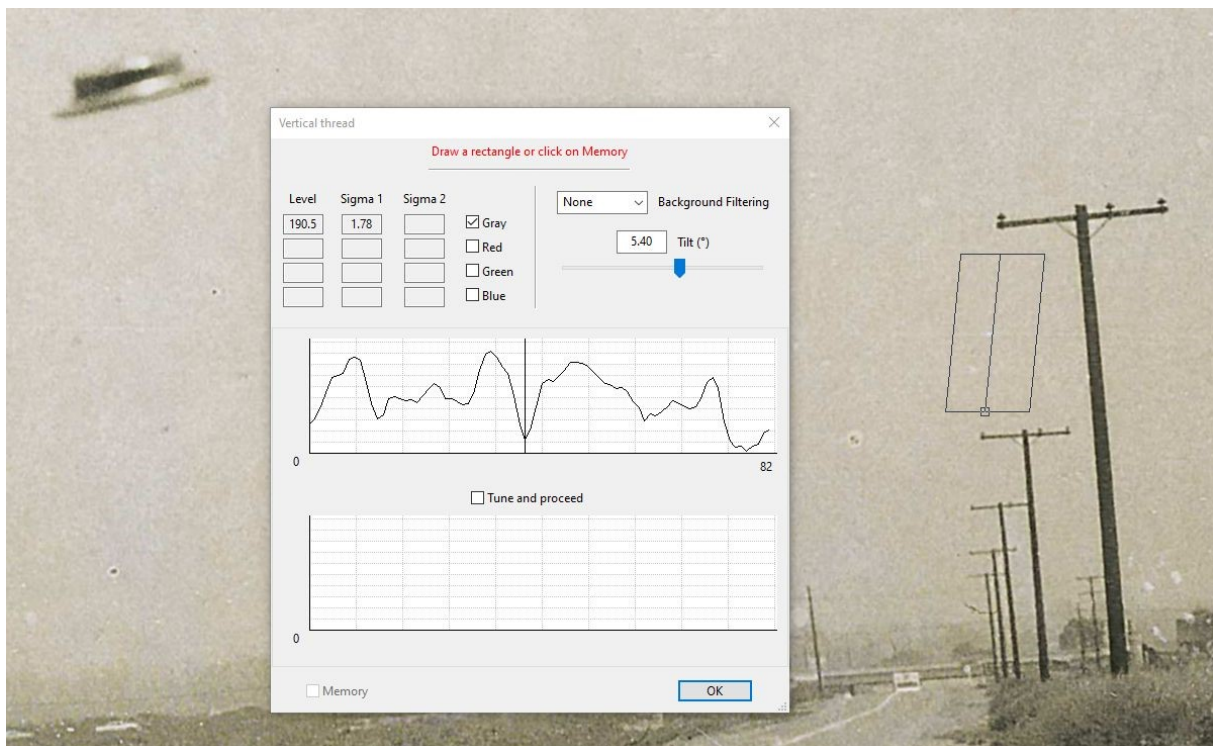 Vertical thread
Draw a rectangle or click on Memory
Level Sigma 1 Sigma 2
None Background Filtering
190.5 1.78 Gray
5.40 Tilt (°)
Red
Green
Blue
0 82
Tune and proceed
0
Memory OK